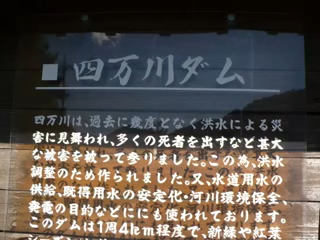 ■四万川ダム
四万川は、過去に幾度となく洪水による災
害に見舞われ、多くの死者を出すなど甚大
な被害を被って参りました。この為、洪水
調整のため作られました。又、水道用水の
供給、既得用水の安定化・河川環境保全、
発電の目的などにも使われております。
このダムは1周4km程度で、新緑や紅葉